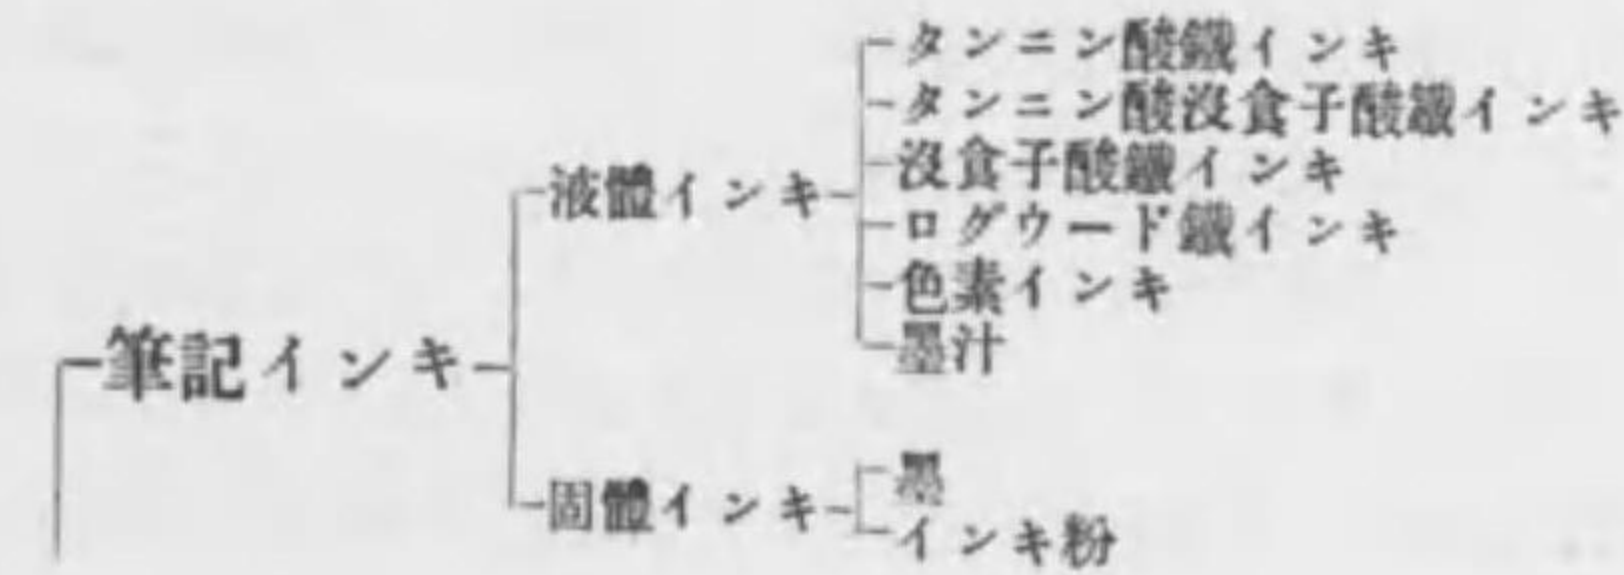 タンニン酸鐵インキ
タンニン酸沒食子酸鐵インキ
沒食子酸鐵インキ
液體インキ
ログウード鐵インキ
色素インキ
墨汁
筆記インキ
墨
固體インキ
インキ粉